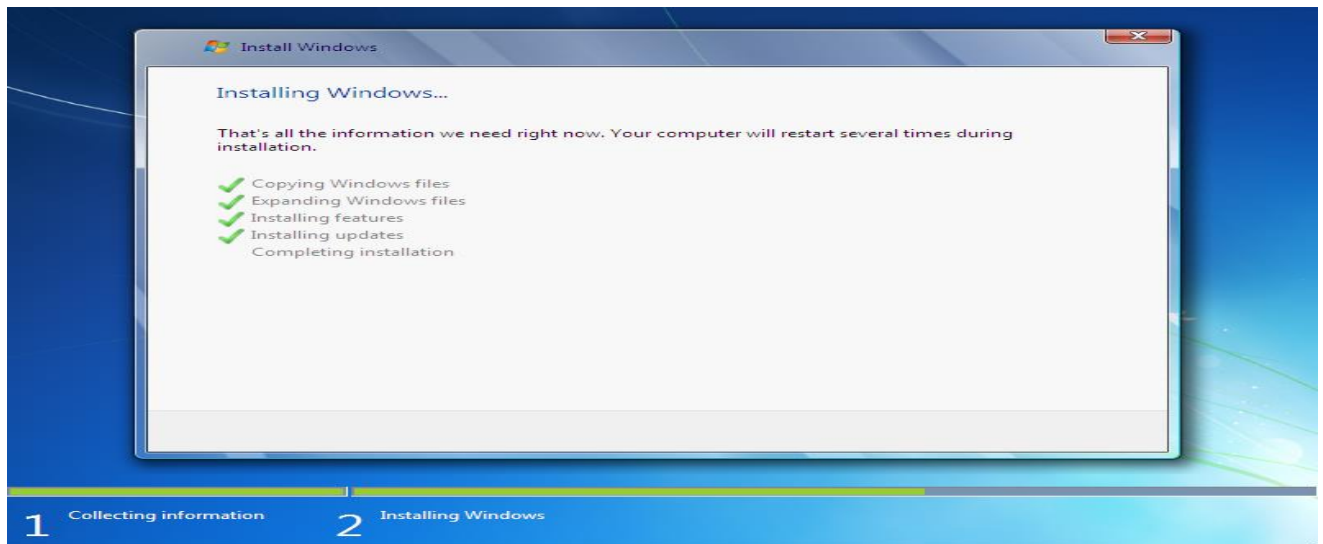 Install Windows
Installing Windows...
That's all the information we need right now. Your computer will restart several times during
installation.
Copying Windows files
Expanding Windows files
Installing features
Installing updates
Completing installation
1 Collecting information 2 Installing Windows